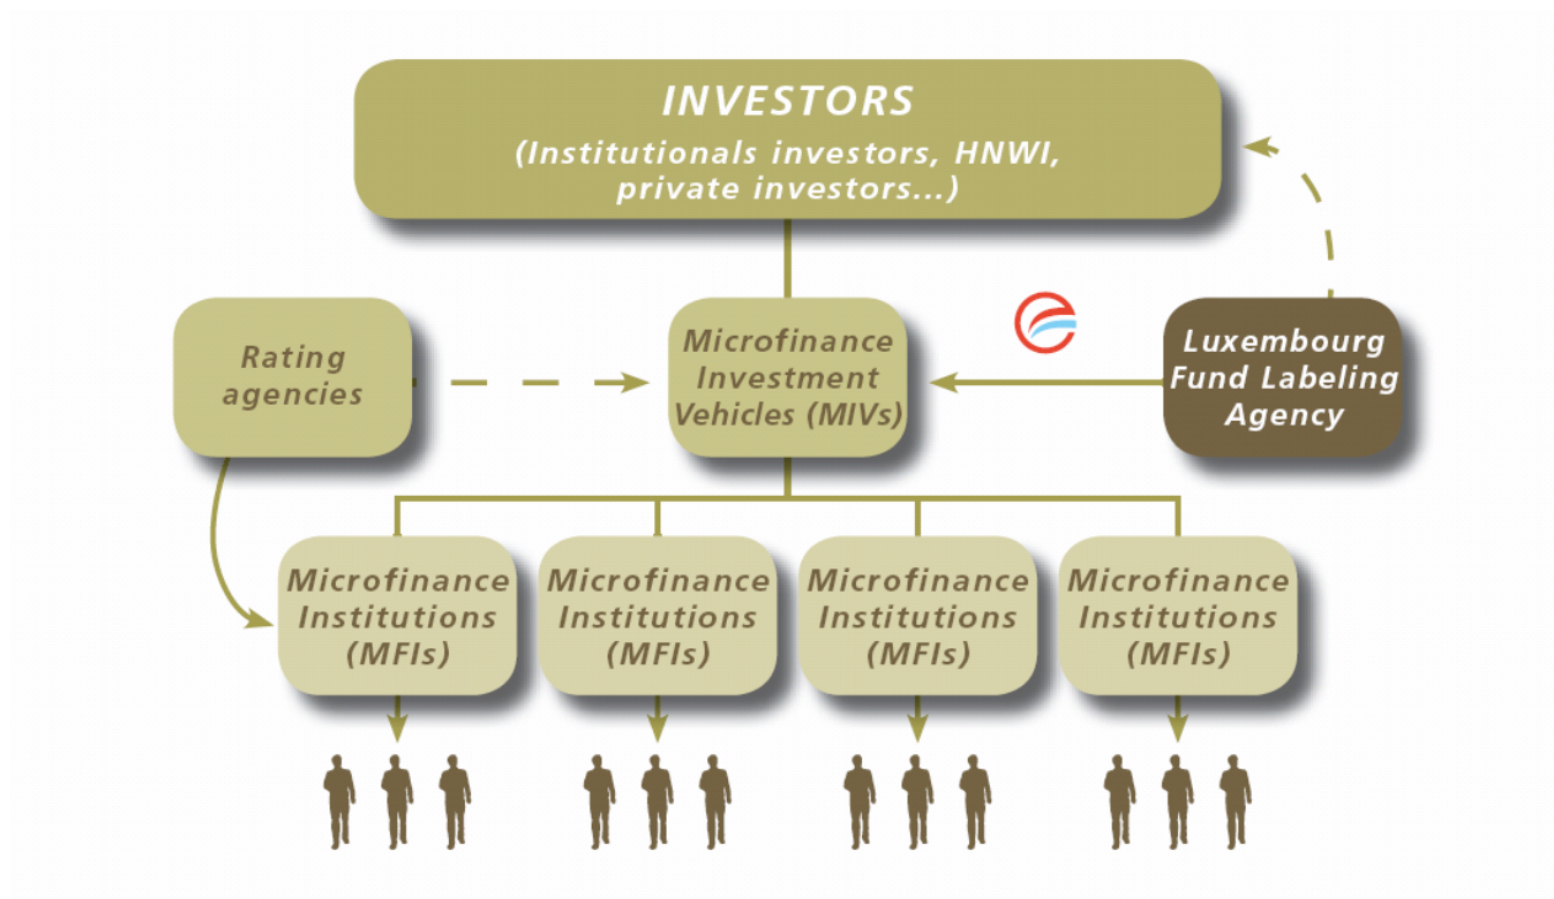 INVESTORS
(Institutionals investors, HNWI,
private investors...)
Rating
agencies
Microfinance
Investment
Vehicles (MIVs)
Luxembourg
Fund Labeling
Agency
Microfinance
Institutions
(MFIs)
Microfinance
Institutions
(MFIs)
Microfinance
Institutions
(MFIs)
Microfinance
Institutions
(MFIs)